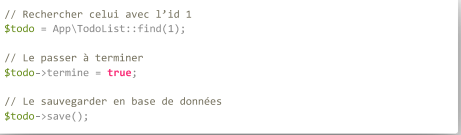 // Rechercher celui avec l’id 1
$todo = App\TodoList::find(1);
// Le passer à terminer
$todo->termine = true;
// Le sauvegarder en base de données
$todo->save();